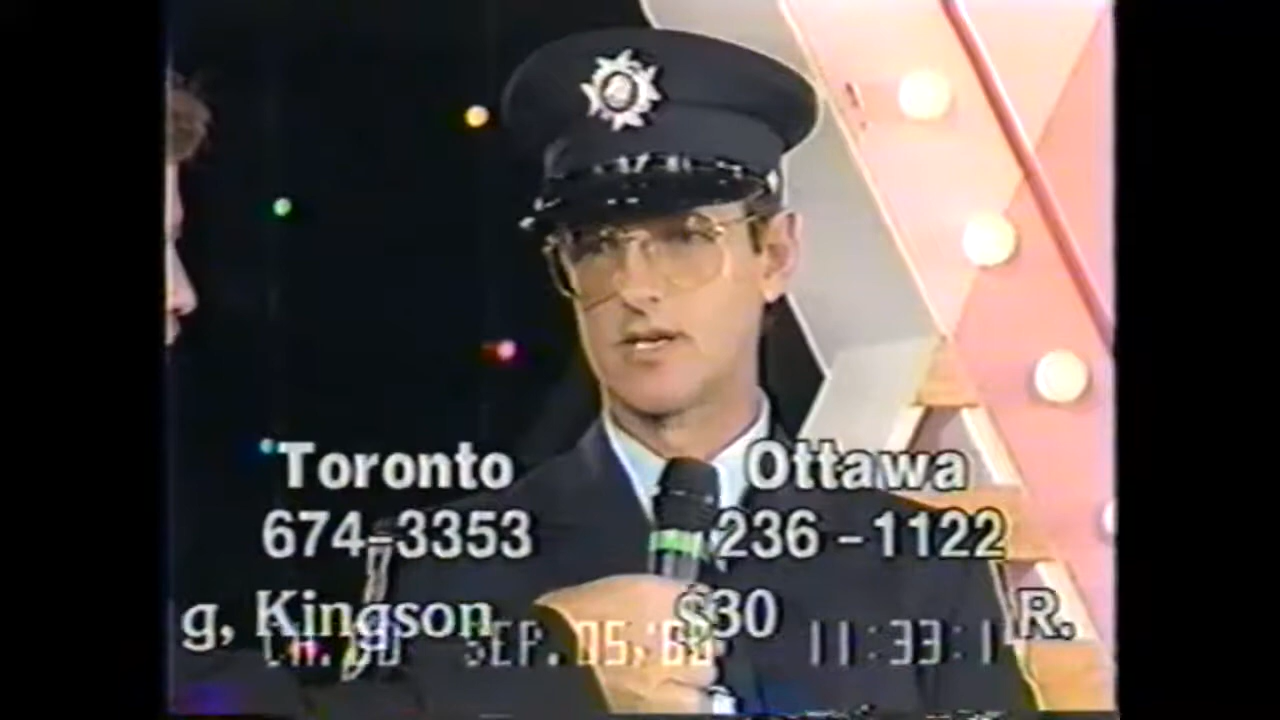 Toronto Ottawa
674-3353 236-1122
g, Kingson $30 R.
SEP. 05, 11:33:1